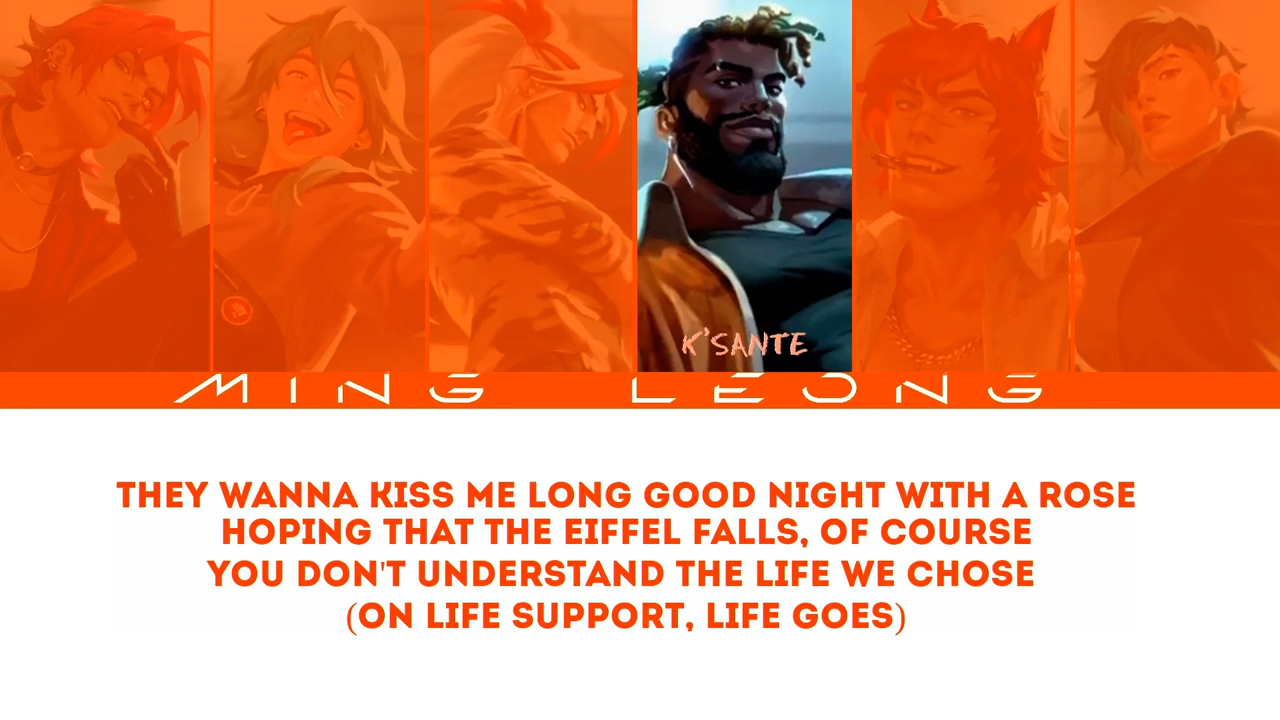 K'SANTE
MING LEONG
THEY WANNA KISS ME LONG GOOD NIGHT WITH A ROSE
HOPING THAT THE EIFFEL FALLS, OF COURSE
YOU DON'T UNDERSTAND THE LIFE WE CHOSE
(ON LIFE SUPPORT, LIFE GOES)